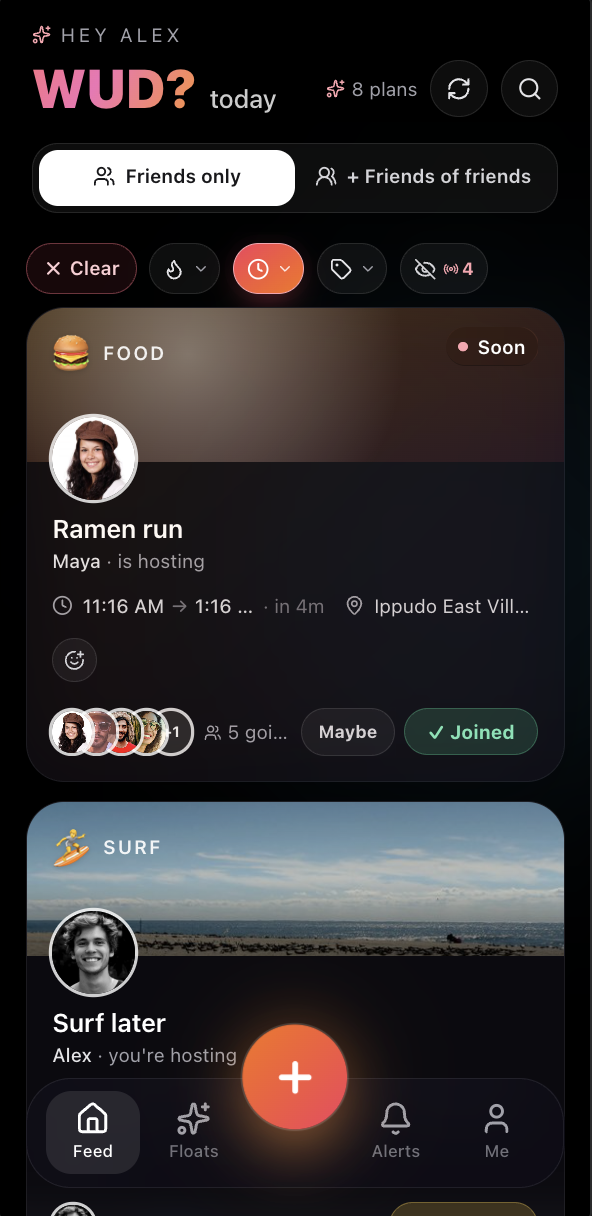 HEY ALEX
WUD? today 8 plans
Friends only + Friends of friends
Clear 4
FOOD Soon
Ramen run
Maya · is hosting
11:16 AM → 1:16 ... · in 4m Ippudo East Vill...
+1 5 goi... Maybe ✓ Joined
SURF
Surf later
Alex · you're hosting
Feed Floats Alerts Me